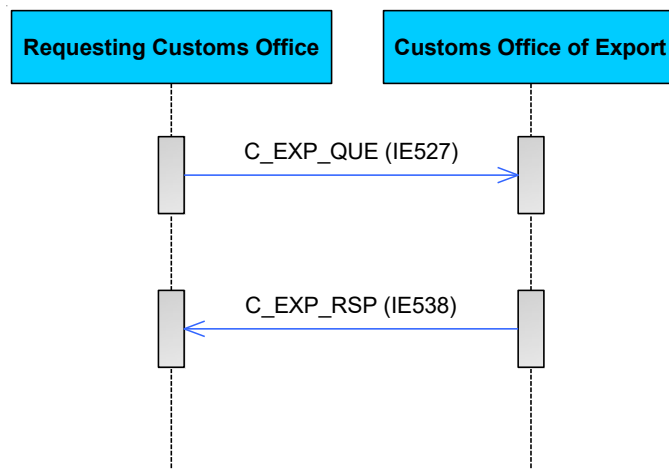 Requesting Customs Office
Customs Office of Export
C_EXP_QUE (IE527)
C_EXP_RSP (IE538)